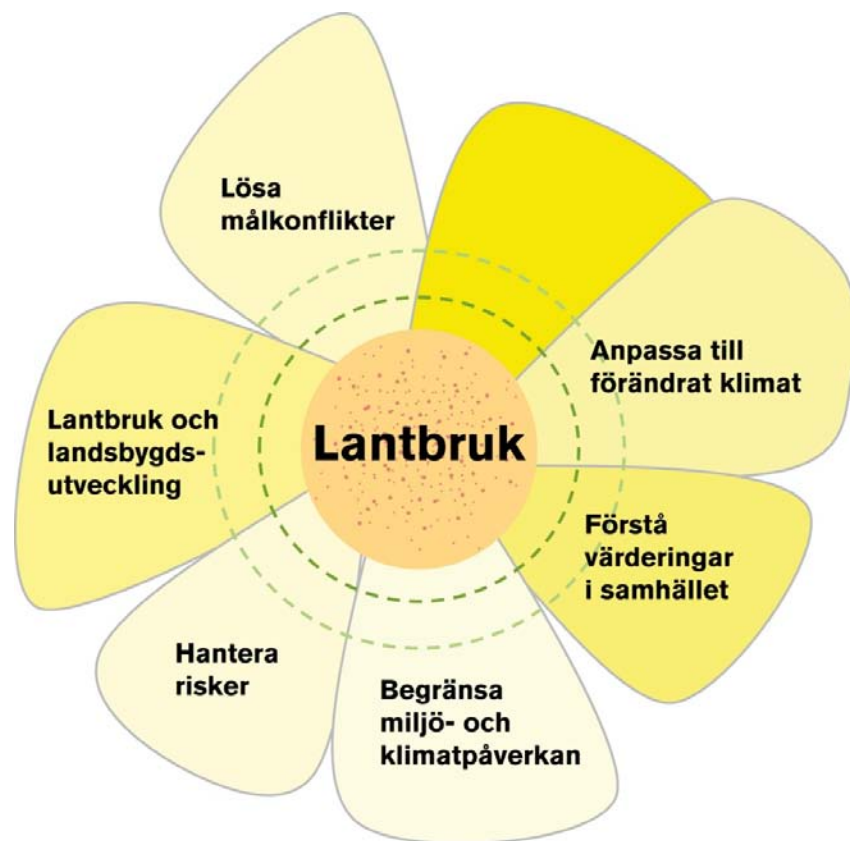 Lösa
målkonflikter
Anpassa till
förändrat klimat
Lantbruk och
landsbygds-
utveckling
Lantbruk
Förstå
värderingar
i samhället
Hantera
risker
Begränsa
miljö- och
klimatpåverkan